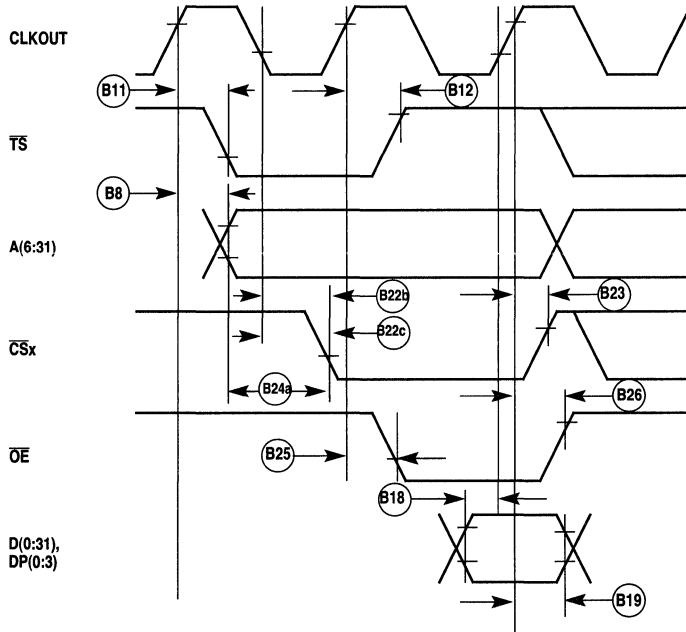 CLKOUT
B11
B12
TS
B8
A(6:31)
B22b
B23
B22c
CSx
B24a
B26
OE
B25
B18
D(0:31),
DP(0:3)
B19